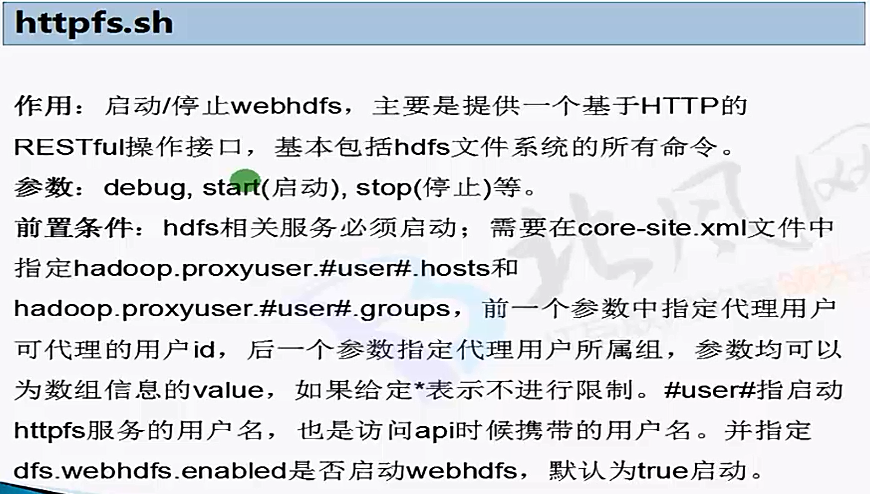 httpfs.sh
作用：启动/停止webhdfs，主要是提供一个基于HTTP的
RESTful操作接口，基本包括hdfs文件系统的所有命令。
参数：debug, start(启动), stop(停止)等。
前置条件：hdfs相关服务必须启动；需要在core-site.xml文件中
指定hadoop.proxyuser.#user#.hosts和
hadoop.proxyuser.#user#.groups，前一个参数中指定代理用户
可代理的用户id，后一个参数指定代理用户所属组，参数均可以
为数组信息的value，如果给定*表示不进行限制。#user#指启动
httpfs服务的用户名，也是访问api时候携带的用户名。并指定
dfs.webhdfs.enabled是否启动webhdfs，默认为true启动。
北风网